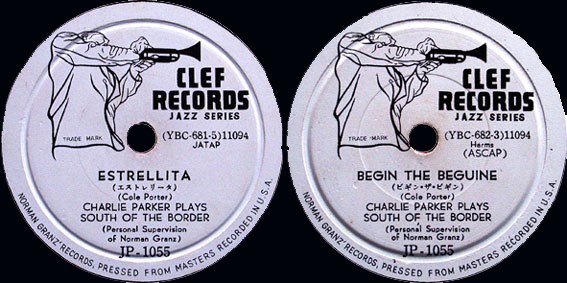 CLEF
RECORDS
JAZZ SERIES
TRADE MARK
(YBC-681-5)11094
JATAP
ESTRELLITA
(エストレリータ)
(Cole Porter)
CHARLIE PARKER PLAYS
SOUTH OF THE BORDER
(Personal Supervision
of Norman Granz)
JP-1055
NORMAN GRANZ' RECORDS, PRESSED FROM MASTERS RECORDED IN U.S.A.
CLEF
RECORDS
JAZZ SERIES
TRADE MARK
(YBC-682-3)11094
Harms
(ASCAP)
BEGIN THE BEGUINE
(ビギン・ザ・ビギン)
(Cole Porter)
CHARLIE PARKER PLAYS
SOUTH OF THE BORDER
(Personal Supervision
of Norman Granz)
JP-1055
NORMAN GRANZ' RECORDS, PRESSED FROM MASTERS RECORDED IN U.S.A.